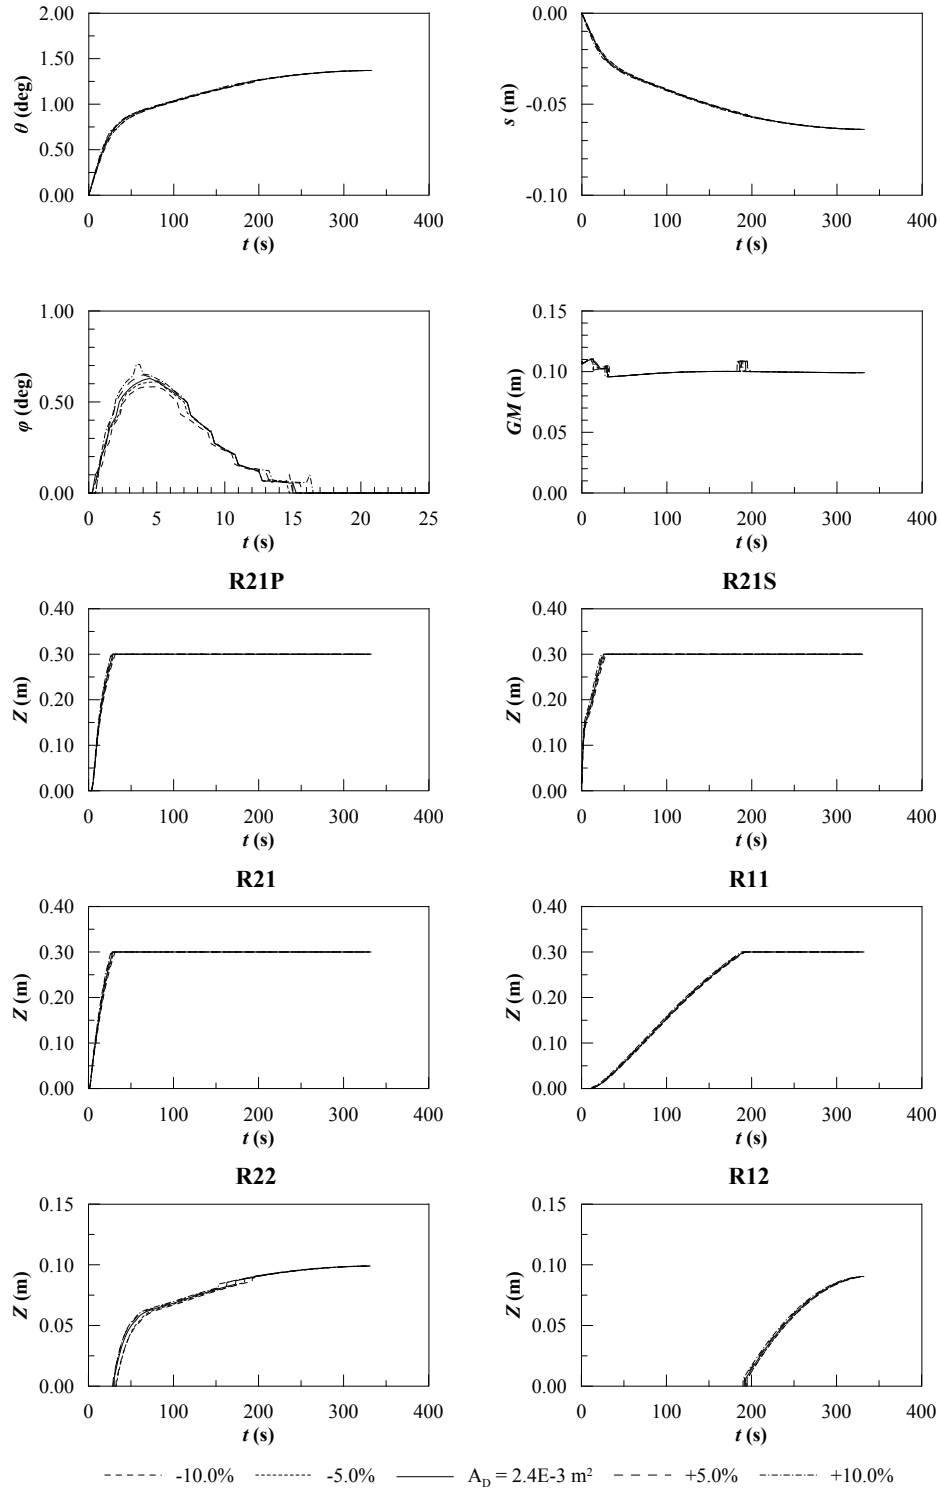 2.00
1.50
1.00
0.50
0.00
θ (deg)
0 100 200 300 400
t (s)
0.00
-0.05
-0.10
s (m)
0 100 200 300 400
t (s)
1.00
0.50
0.00
φ (deg)
0 5 10 15 20 25
t (s)
0.15
0.10
0.05
0.00
GM (m)
0 100 200 300 400
t (s)
R21P
0.40
0.30
0.20
0.10
0.00
Z (m)
0 100 200 300 400
t (s)
R21S
0.40
0.30
0.20
0.10
0.00
Z (m)
0 100 200 300 400
t (s)
R21
0.40
0.30
0.20
0.10
0.00
Z (m)
0 100 200 300 400
t (s)
R11
0.40
0.30
0.20
0.10
0.00
Z (m)
0 100 200 300 400
t (s)
R22
0.15
0.10
0.05
0.00
Z (m)
0 100 200 300 400
t (s)
R12
0.15
0.10
0.05
0.00
Z (m)
0 100 200 300 400
t (s)
-10.0% -5.0% A_D = 2.4E-3 m² +5.0% +10.0%